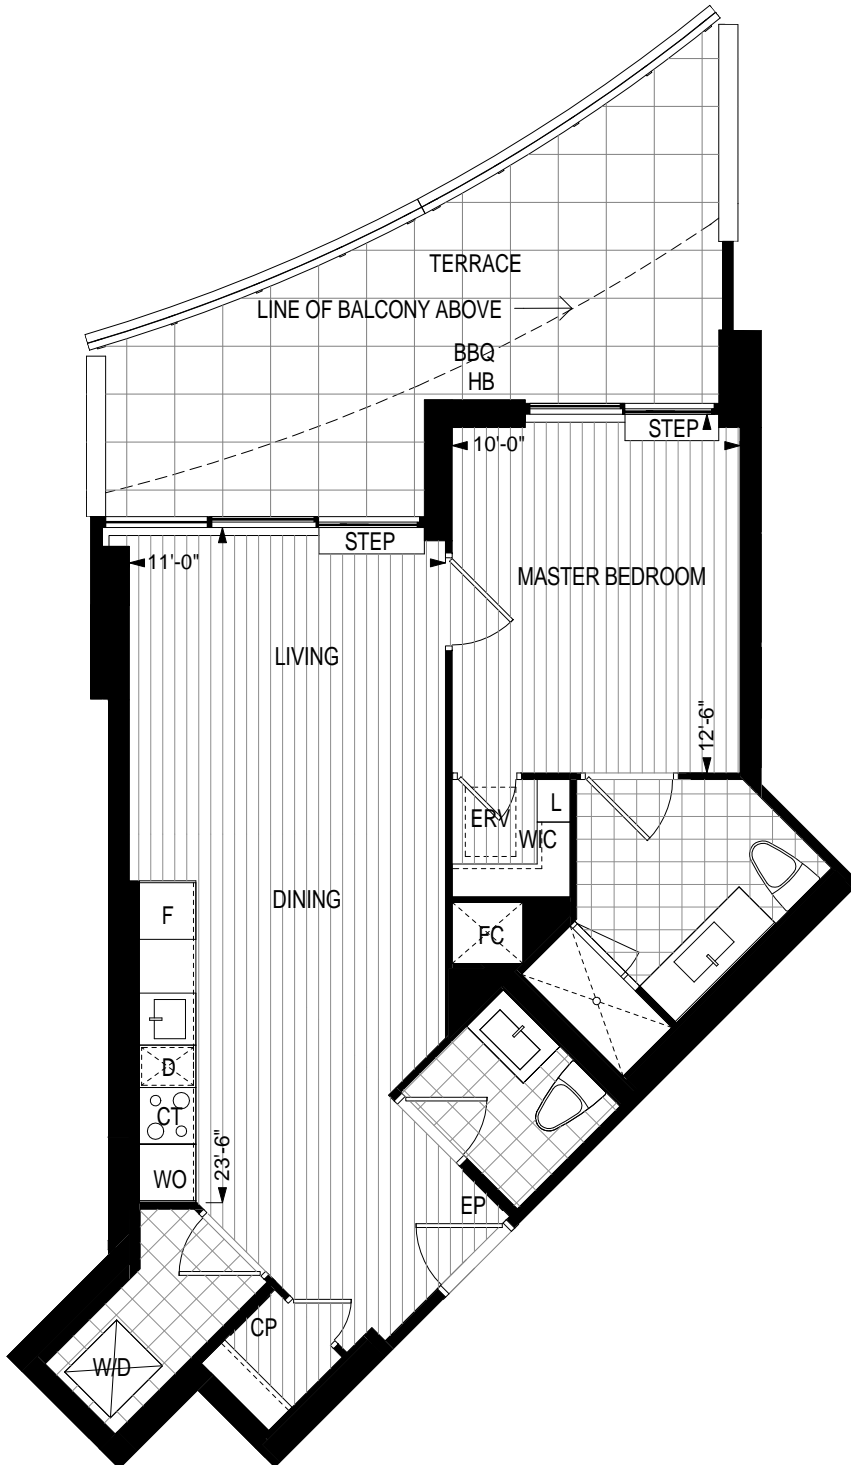 TERRACE
LINE OF BALCONY ABOVE
BBQ
HB
STEP
10'-0"
STEP
11'-0"
MASTER BEDROOM
LIVING
12'-6"
L
ERV
WIC
DINING
F
FC
D
CT
23'-6"
WO
EP
CP
W/D